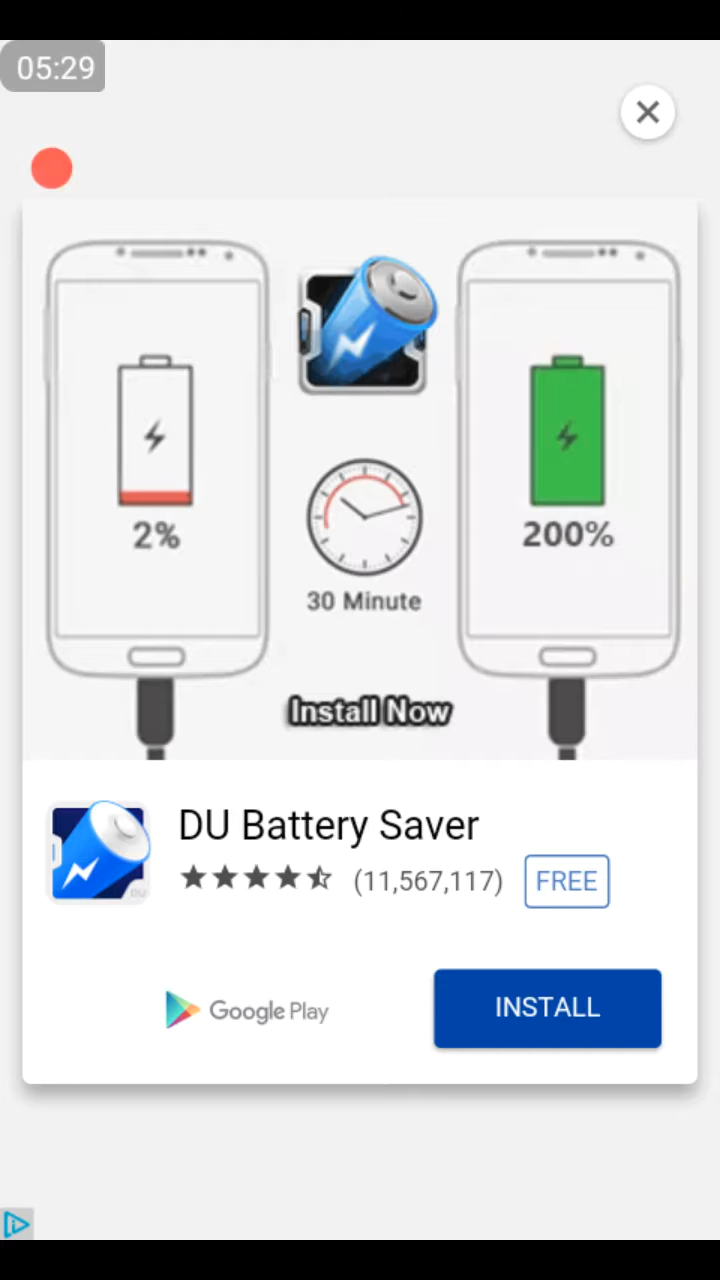 05:29
2%
30 Minute
200%
Install Now
DU Battery Saver
(11,567,117) FREE
Google Play
INSTALL